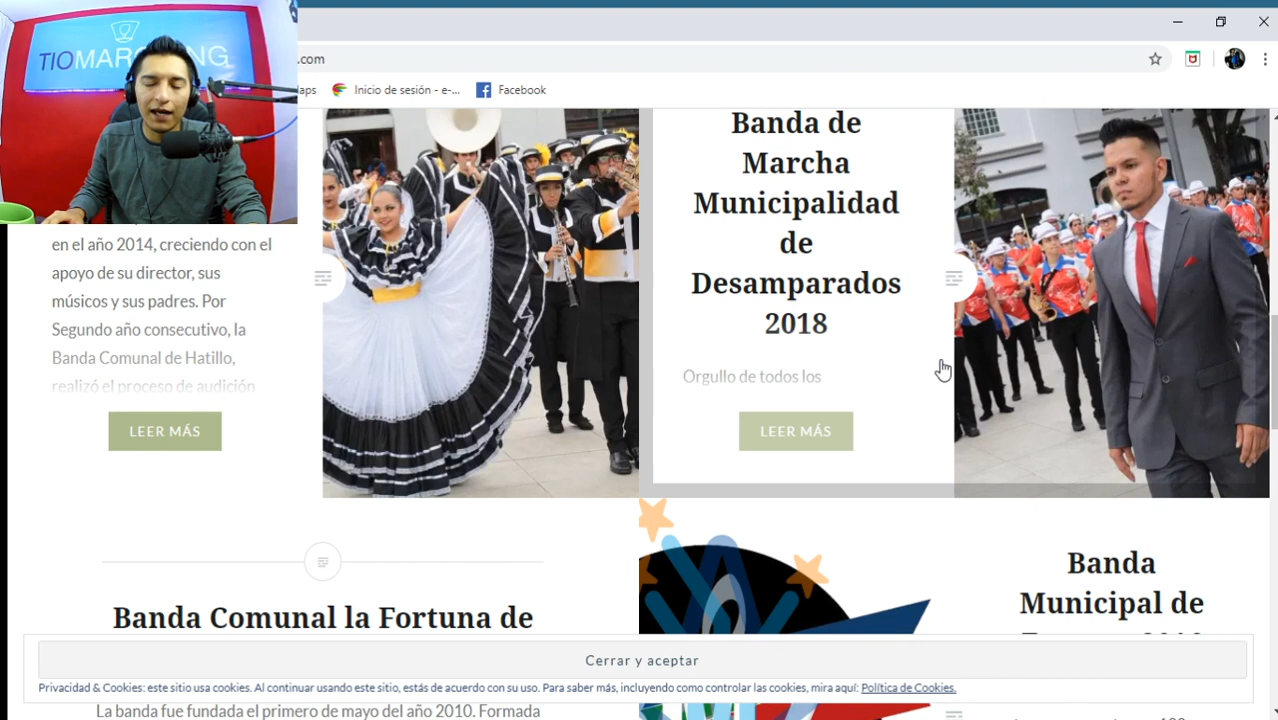 TIOMAR
NG
.com
aps
Inicio de sesión - e-...
Facebook
en el año 2014, creciendo con el
apoyo de su director, sus
músicos y sus padres. Por
Segundo año consecutivo, la
Banda Comunal de Hatillo,
realizó el proceso de audición
LEER MÁS
Banda de
Marcha
Municipalidad
de
Desamparados
2018
Orgullo de todos los
LEER MÁS
Banda Comunal la Fortuna de
Banda
Municipal de
Cerrar y aceptar
Privacidad & Cookies: este sitio usa cookies. Al continuar usando este sitio, estás de acuerdo con su uso. Para saber más, incluyendo como controlar las cookies, mira aquí: Política de Cookies.
La banda fue fundada el primero de mayo del año 2010. Formada